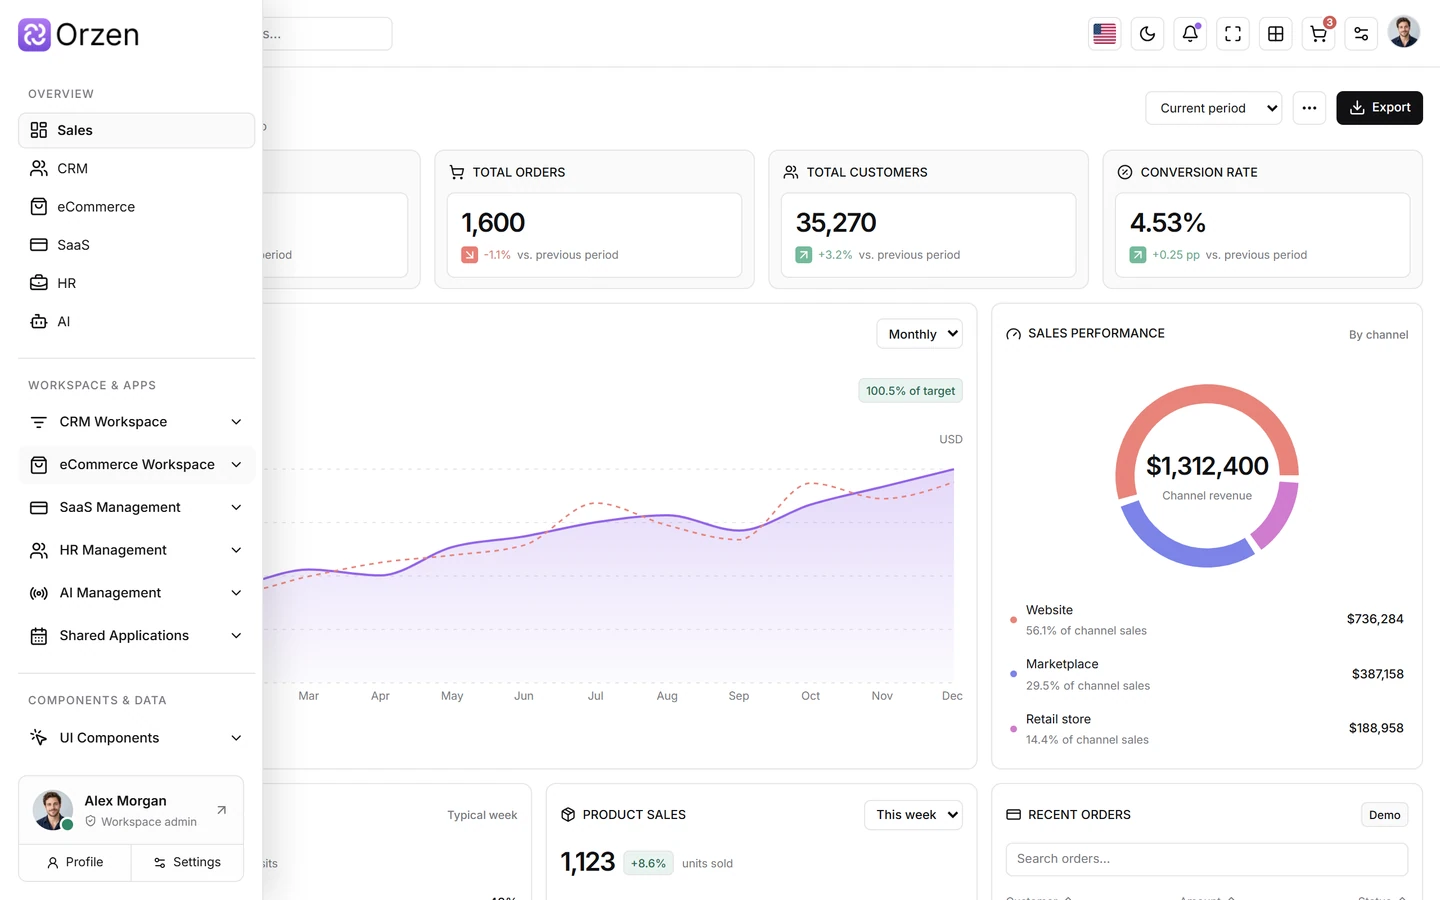 Orzen
s...
3
OVERVIEW
Sales
CRM
eCommerce
SaaS
HR
AI
WORKSPACE & APPS
CRM Workspace
eCommerce Workspace
SaaS Management
HR Management
AI Management
Shared Applications
COMPONENTS & DATA
UI Components
Alex Morgan
Workspace admin
Profile
Settings
Current period
Export
eriod
TOTAL ORDERS
1,600
-1.1% vs. previous period
TOTAL CUSTOMERS
35,270
+3.2% vs. previous period
CONVERSION RATE
4.53%
+0.25 pp vs. previous period
Monthly
100.5% of target
USD
Mar Apr May Jun Jul Aug Sep Oct Nov Dec
SALES PERFORMANCE
By channel
$1,312,400
Channel revenue
Website
56.1% of channel sales
$736,284
Marketplace
29.5% of channel sales
$387,158
Retail store
14.4% of channel sales
$188,958
Typical week
sits
PRODUCT SALES
This week
1,123 +8.6% units sold
RECENT ORDERS
Demo
Search orders...
Customer Amount Status